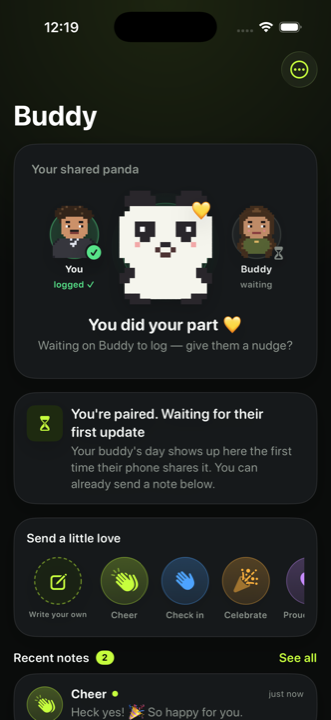 12:19
Buddy
Your shared panda
You
logged ✓
Buddy
waiting
You did your part 💛
Waiting on Buddy to log — give them a nudge?
You're paired. Waiting for their
first update
Your buddy's day shows up here the first
time their phone shares it. You can
already send a note below.
Send a little love
Write your own
Cheer
Check in
Celebrate
Recent notes 2
See all
Cheer
just now
Heck yes! 🎉 So happy for you.